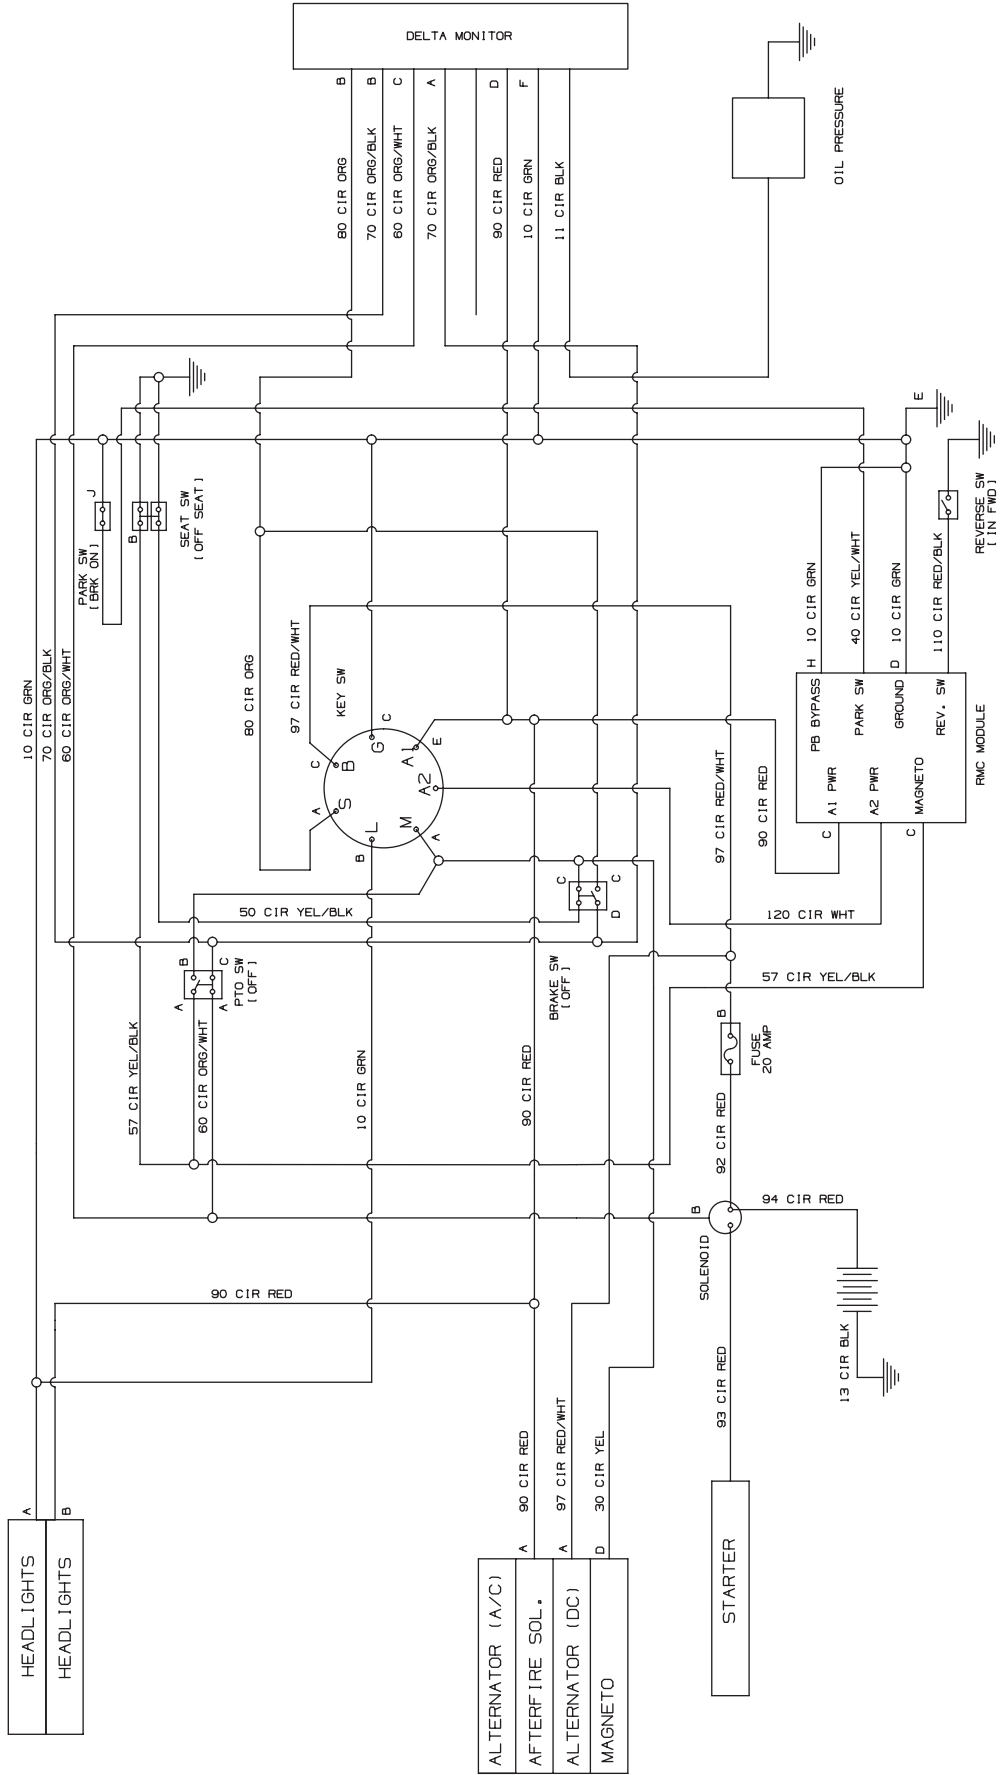 DELTA MONITOR
B
B
C
A
D
F
80 CIR ORG
70 CIR ORG/BLK
60 CIR ORG/WHT
70 CIR ORG/BLK
90 CIR RED
10 CIR GRN
11 CIR BLK
OIL PRESSURE
E
J
PARK SW
[ BRK ON ]
B
SEAT SW
[ OFF SEAT ]
REVERSE SW
[ IN FWD ]
10 CIR GRN
70 CIR ORG/BLK
60 CIR ORG/WHT
80 CIR ORG
97 CIR RED/WHT
KEY SW
C
B
A
S
B
L
A
M
C
G
A1
E
A2
H
10 CIR GRN
40 CIR YEL/WHT
D
10 CIR GRN
110 CIR RED/BLK
PB BYPASS
PARK SW
GROUND
REV. SW
A1 PWR
A2 PWR
MAGNETO
C
C
RMC MODULE
97 CIR RED/WHT
90 CIR RED
50 CIR YEL/BLK
120 CIR WHT
57 CIR YEL/BLK
C
C
D
BRAKE SW
[ OFF ]
B
C
A
A
PTO SW
[ OFF ]
57 CIR YEL/BLK
60 CIR ORG/WHT
10 CIR GRN
90 CIR RED
B
FUSE
20 AMP
92 CIR RED
B
SOLENOID
94 CIR RED
13 CIR BLK
93 CIR RED
90 CIR RED
90 CIR RED
97 CIR RED/WHT
30 CIR YEL
A
B
HEADLIGHTS
HEADLIGHTS
A
A
D
ALTERNATOR (A/C)
AFTERFIRE SOL.
ALTERNATOR (DC)
MAGNETO
STARTER